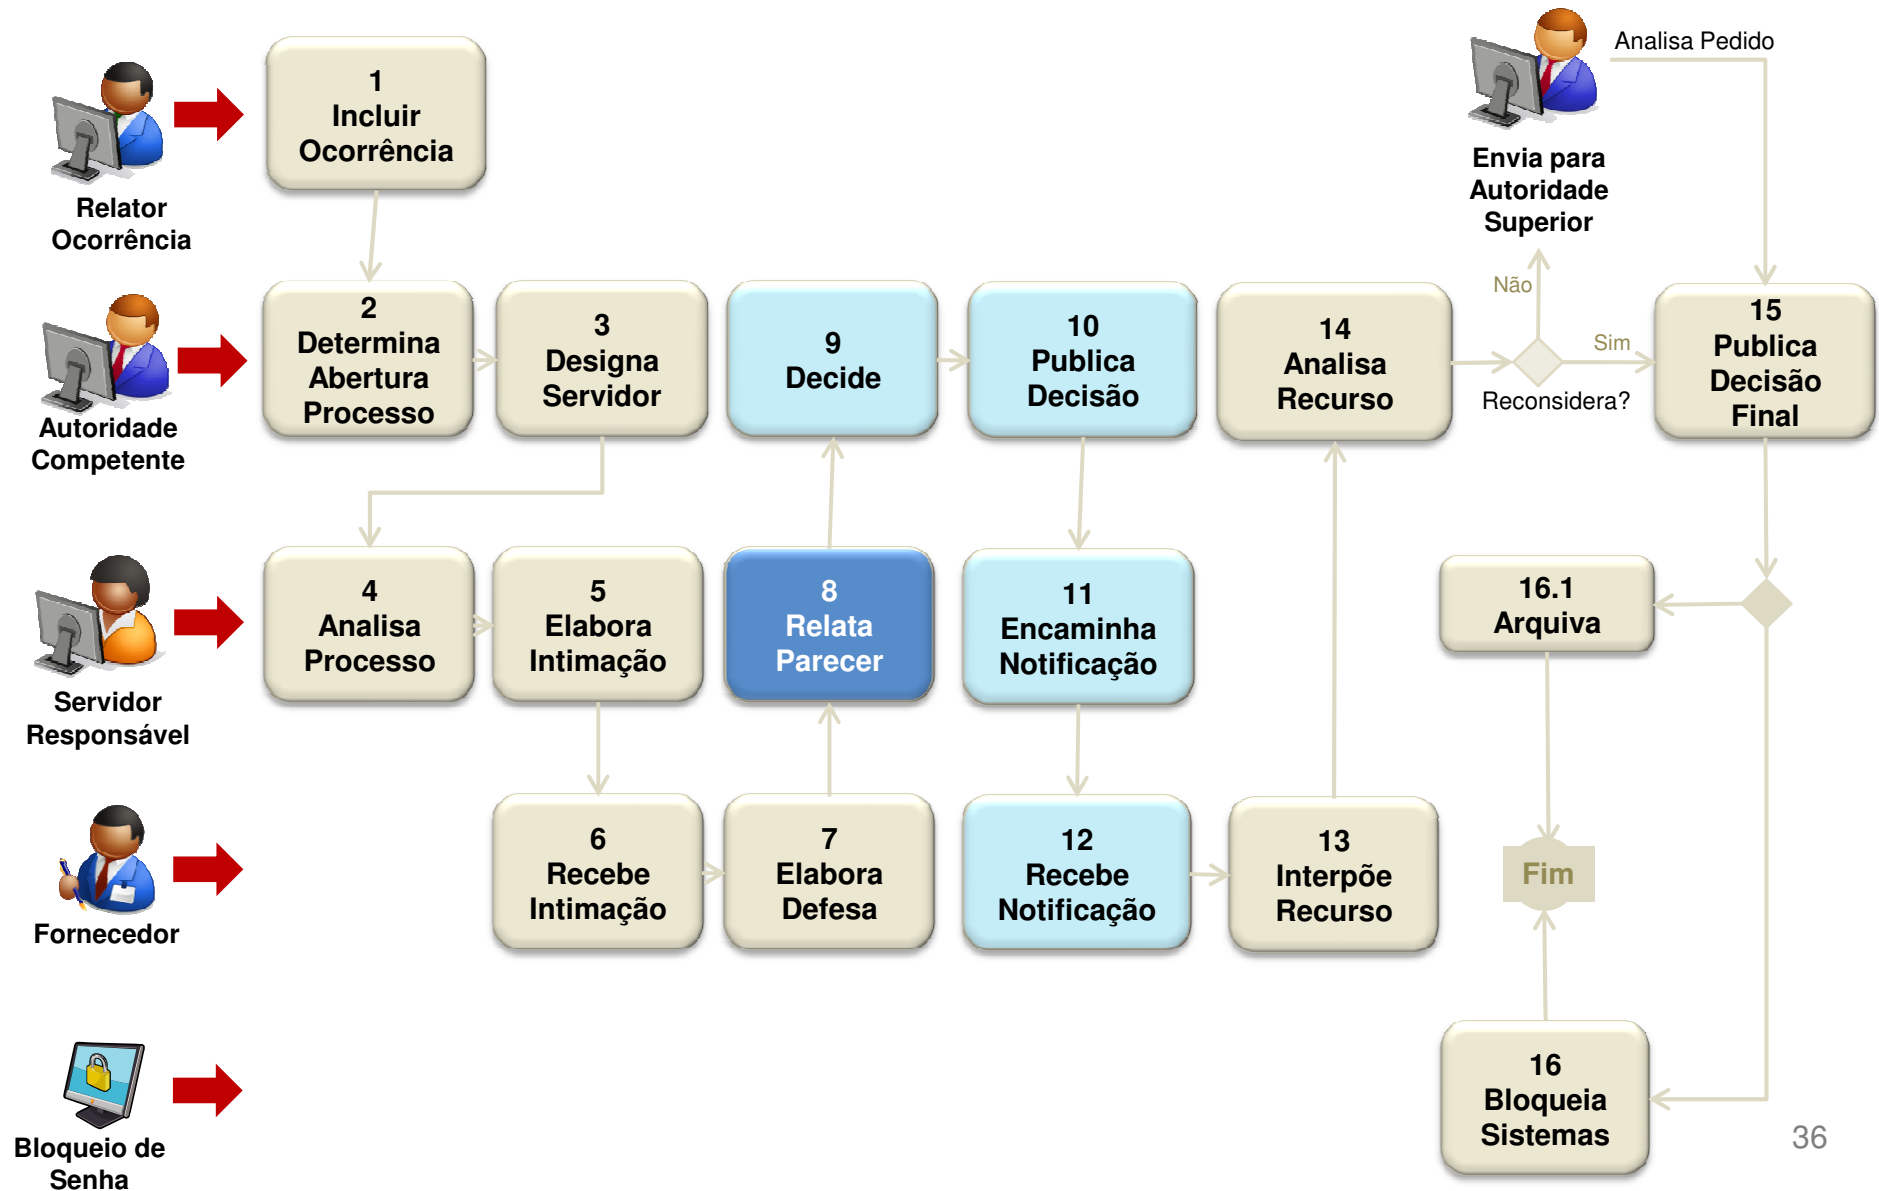 1
Incluir
Ocorrência
Analisa Pedido
Relator
Ocorrência
Envia para
Autoridade
Superior
2
Determina
Abertura
Processo
3
Designa
Servidor
9
Decide
10
Publica
Decisão
14
Analisa
Recurso
Não
Sim
Reconsidera?
15
Publica
Decisão
Final
Autoridade
Competente
4
Analisa
Processo
5
Elabora
Intimação
8
Relata
Parecer
11
Encaminha
Notificação
16.1
Arquiva
Servidor
Responsável
6
Recebe
Intimação
7
Elabora
Defesa
12
Recebe
Notificação
13
Interpõe
Recurso
Fim
Fornecedor
16
Bloqueia
Sistemas
Bloqueio de
Senha
36